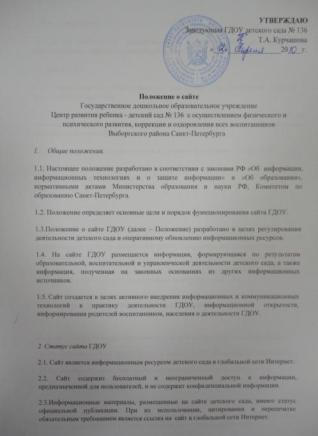 УТВЕРЖДАЮ
Заведующая ГДОУ детского сада № 136
Т.А. Курчашова
Положение о сайте
Государственное дошкольное образовательное учреждение
Центр развития ребенка - детский сад № 136 с осуществлением физического и
психического развития, коррекции и оздоровления всех воспитанников
Выборгского района Санкт-Петербурга
1. Общие положения.
1.1. Настоящее положение разработано в соответствии с законами РФ «Об информации,
информационных технологиях и о защите информации» и «Об образовании»,
нормативными актами Министерства образования и науки РФ, Комитетом по
образованию Санкт-Петербурга.
1.2. Положение определяет основные цели и порядок функционирования сайта ГДОУ.
1.3.Положение о сайте ГДОУ (далее – Положение) разработано в целях регулирования
деятельности детского сада и оперативному обновлению информационных ресурсов.
1.4. На сайте ГДОУ размещается информация, формирующаяся по результатам
образовательной, воспитательной и управленческой деятельности детского сада, а также
информация, полученная на законных основаниях из других информационных
источников.
1.5. Сайт создается в целях активного внедрения информационных и коммуникационных
технологий в практику деятельности ГДОУ, информационной открытости,
информирования родителей воспитанников, населения о деятельности ГДОУ.
2 Статус сайта ГДОУ
2.1. Сайт является информационным ресурсом детского сада в глобальной сети Интернет.
2.2. Сайт содержит бесплатный и неограниченный доступ к информации,
предназначенной для пользователей, и не содержит конфиденциальной информации.
2.3.Информационные материалы, размещенные на сайте детского сада, имеют статус
официальной публикации. При их использовании, цитировании и перепечатке
обязательным требованием является ссылка на сайт в глобальной сети Интернет.